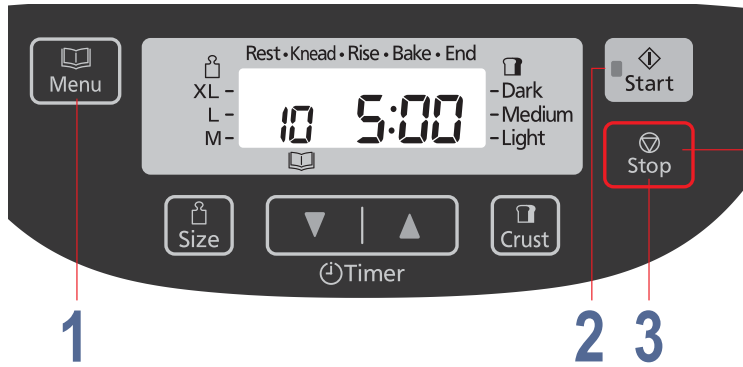 Menu
Rest・Knead・Rise・Bake・End
XL -
L -
M -
10 5:00
- Dark
- Medium
- Light
Start
Stop
Size
Crust
Timer
1
2
3